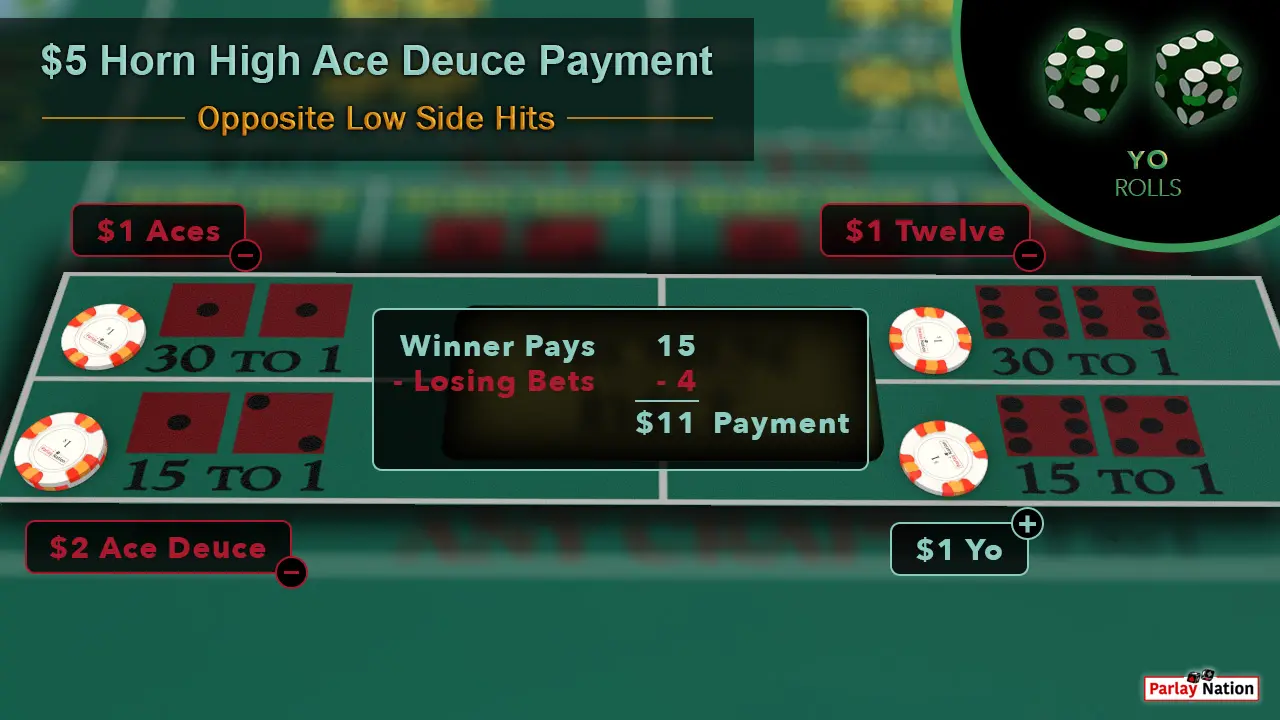 $5 Horn High Ace Deuce Payment
Opposite Low Side Hits
YO
ROLLS
$1 Aces
$1 Twelve
30 TO 1
30 TO 1
Winner Pays 15
- Losing Bets - 4
$11 Payment
15 TO 1
15 TO 1
$2 Ace Deuce
$1 Yo
Parlay Nation